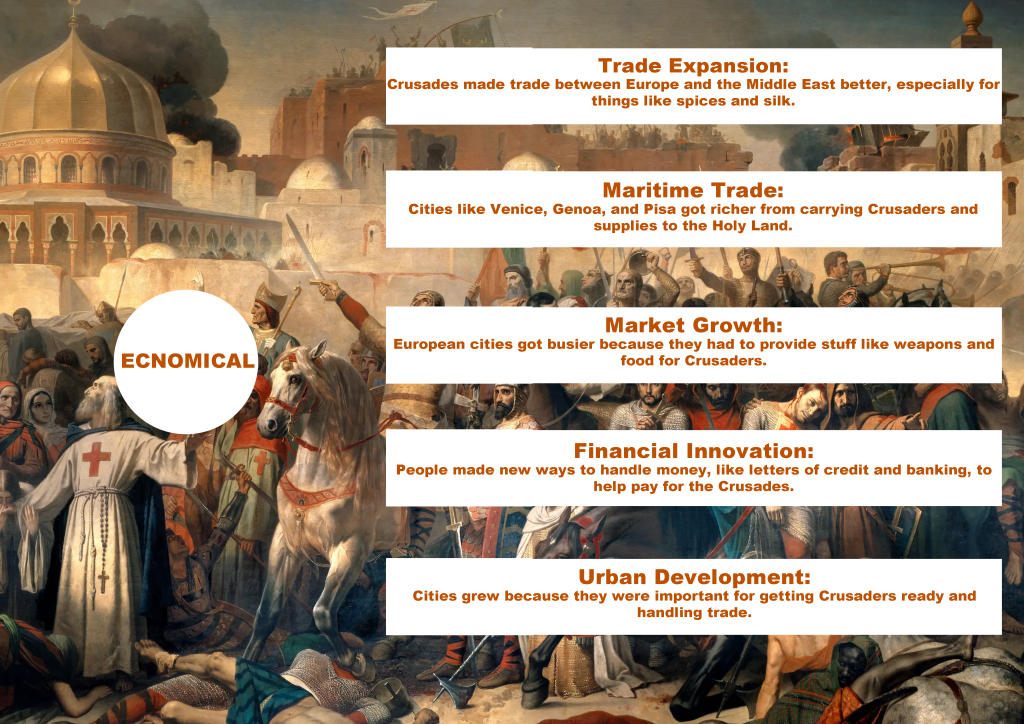 Trade Expansion:
Crusades made trade between Europe and the Middle East better, especially for
things like spices and silk.
Maritime Trade:
Cities like Venice, Genoa, and Pisa got richer from carrying Crusaders and
supplies to the Holy Land.
ECNOMICAL
Market Growth:
European cities got busier because they had to provide stuff like weapons and
food for Crusaders.
Financial Innovation:
People made new ways to handle money, like letters of credit and banking, to
help pay for the Crusades.
Urban Development:
Cities grew because they were important for getting Crusaders ready and
handling trade.